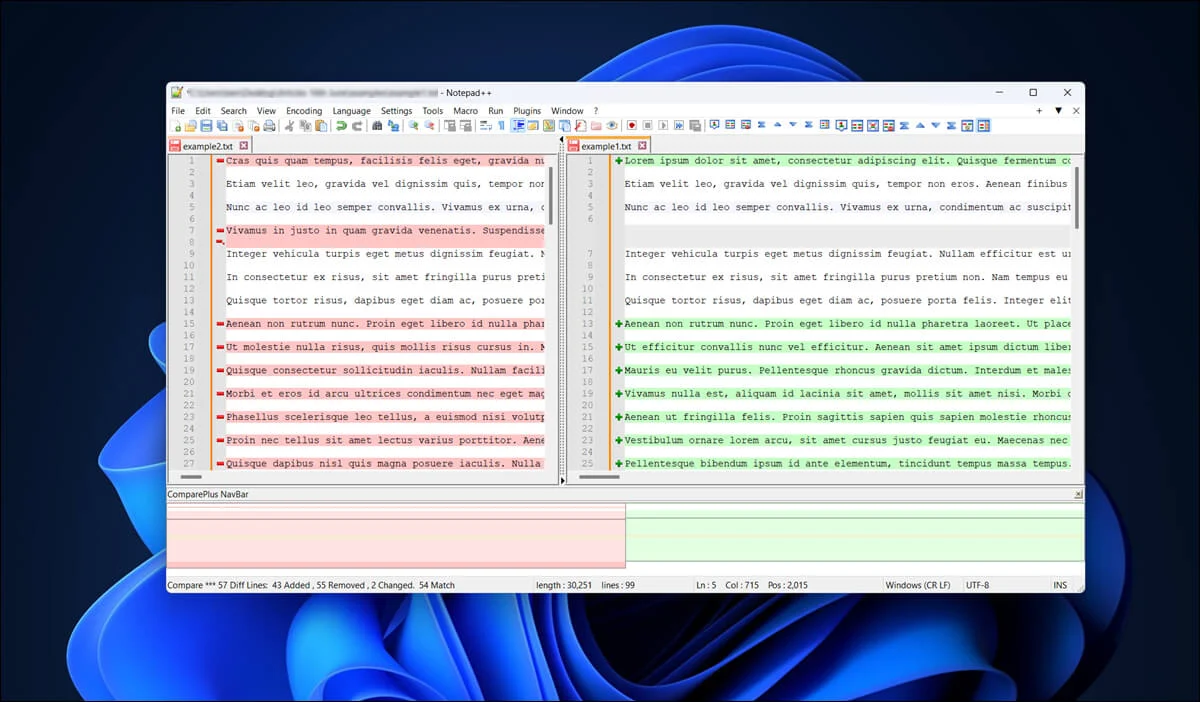 - Notepad++
File Edit Search View Encoding Language Settings Tools Macro Run Plugins Window ?
example2.txt
1 Cras quis quam tempus, facilisis felis eget, gravida nu
2
3 Etiam velit leo, gravida vel dignissim quis, tempor non
4
5 Nunc ac leo id leo semper convallis. Vivamus ex urna, c
6
7 Vivamus in justo in quam gravida venenatis. Suspendisse
8
9 Integer vehicula turpis eget metus dignissim feugiat. N
10
11 In consectetur ex risus, sit amet fringilla purus preti
12
13 Quisque tortor risus, dapibus eget diam ac, posuere por
14
15 Aenean non rutrum nunc. Proin eget libero id nulla phar
16
17 Ut molestie nulla risus, quis mollis risus cursus in. M
18
19 Quisque consectetur sollicitudin iaculis. Nullam facili
20
21 Morbi et eros id arcu ultrices condimentum nec eget mag
22
23 Phasellus scelerisque leo tellus, a euismod nisi volutp
24
25 Proin nec tellus sit amet lectus varius porttitor. Aene
26
27 Quisque dapibus nisl quis magna posuere iaculis. Nulla
example1.txt
1 Lorem ipsum dolor sit amet, consectetur adipiscing elit. Quisque fermentum co
2
3 Etiam velit leo, gravida vel dignissim quis, tempor non eros. Aenean finibus
4
5 Nunc ac leo id leo semper convallis. Vivamus ex urna, condimentum ac suscipit
6
7 Integer vehicula turpis eget metus dignissim feugiat. Nullam efficitur est ur
8
9 In consectetur ex risus, sit amet fringilla purus pretium non. Nam tempus eu
10
11 Quisque tortor risus, dapibus eget diam ac, posuere porta felis. Integer elit
12
13 Aenean non rutrum nunc. Proin eget libero id nulla pharetra laoreet. Ut place
14
15 Ut efficitur convallis nunc vel efficitur. Aenean sit amet ipsum dictum liber
16
17 Mauris eu velit purus. Pellentesque rhoncus gravida dictum. Interdum et males
18
19 Vivamus nulla est, aliquam id lacinia sit amet, mollis sit amet nisi. Morbi c
20
21 Aenean ut fringilla felis. Proin sagittis sapien quis sapien molestie rhoncus
22
23 Vestibulum ornare lorem arcu, sit amet cursus justo feugiat eu. Maecenas nec
24
25 Pellentesque bibendum ipsum id ante elementum, tincidunt tempus massa tempus.
ComparePlus NavBar
Compare *** 57 Diff Lines: 43 Added , 55 Removed , 2 Changed. 54 Match length : 30,251 lines : 99 Ln : 5 Col : 715 Pos : 2,015 Windows (CR LF) UTF-8 INS